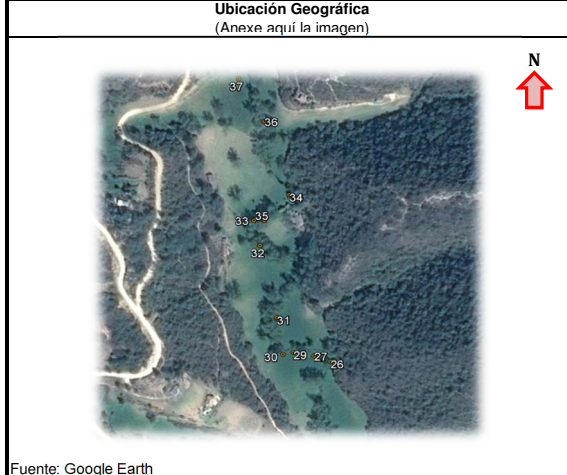 Ubicación Geográfica
(Anexe aquí la imagen)
N
37
36
34
33 35
32
31
30 29 27 26
Fuente: Google Earth